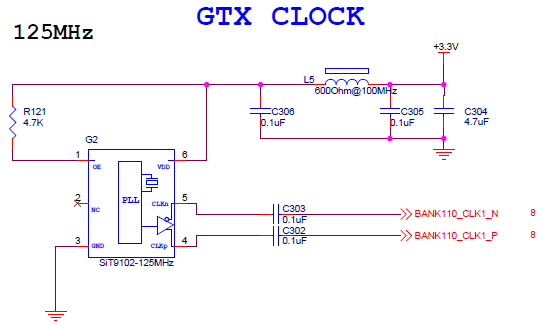 GTX CLOCK
125MHz
+3.3V
L5
600Ohm@100MHz
R121
4.7K
C306
0.1uF
C305
0.1uF
C304
4.7uF
G2
1
OE
VDD
6
2
NC
PLL
CLKn
5
C303
0.1uF
BANK110_CLK1_N
8
3
GND
CLKp
4
C302
0.1uF
BANK110_CLK1_P
8
SiT9102-125MHz